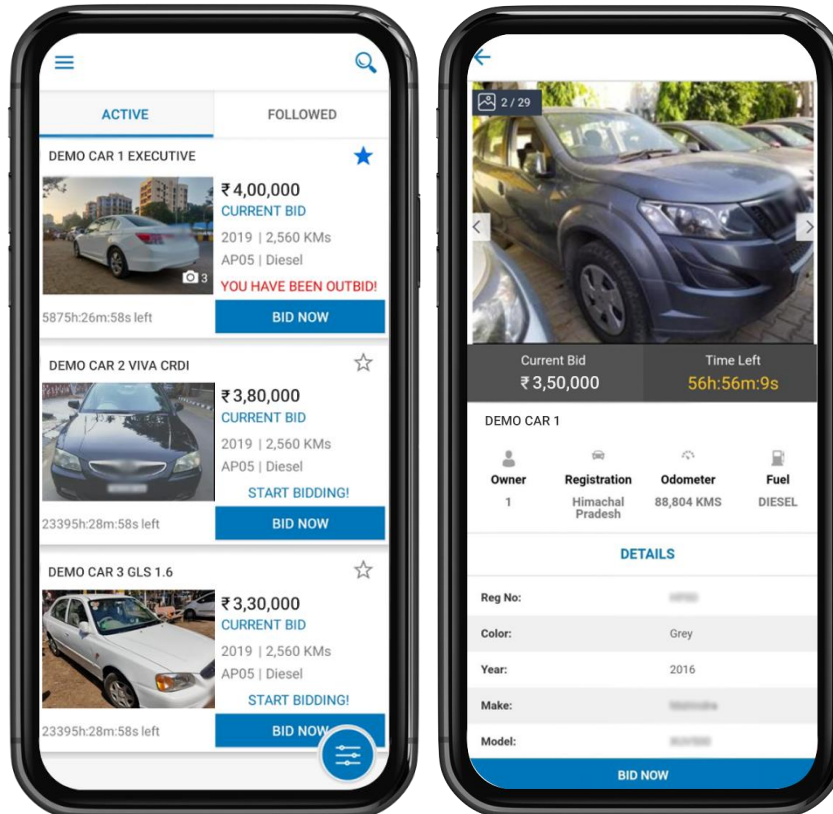 ACTIVE
FOLLOWED
DEMO CAR 1 EXECUTIVE
₹ 4,00,000
CURRENT BID
2019 | 2,560 KMs
AP05 | Diesel
3
YOU HAVE BEEN OUTBID!
5875h:26m:58s left
BID NOW
DEMO CAR 2 VIVA CRDI
₹ 3,80,000
CURRENT BID
2019 | 2,560 KMs
AP05 | Diesel
START BIDDING!
23395h:28m:58s left
BID NOW
DEMO CAR 3 GLS 1.6
₹ 3,30,000
CURRENT BID
2019 | 2,560 KMs
AP05 | Diesel
START BIDDING!
23395h:28m:58s left
BID NOW
2 / 29
Current Bid
₹ 3,50,000
Time Left
56h:56m:9s
DEMO CAR 1
Owner
1
Registration
Himachal
Pradesh
Odometer
88,804 KMS
Fuel
DIESEL
DETAILS
Reg No:
Color: Grey
Year: 2016
Make:
Model:
BID NOW